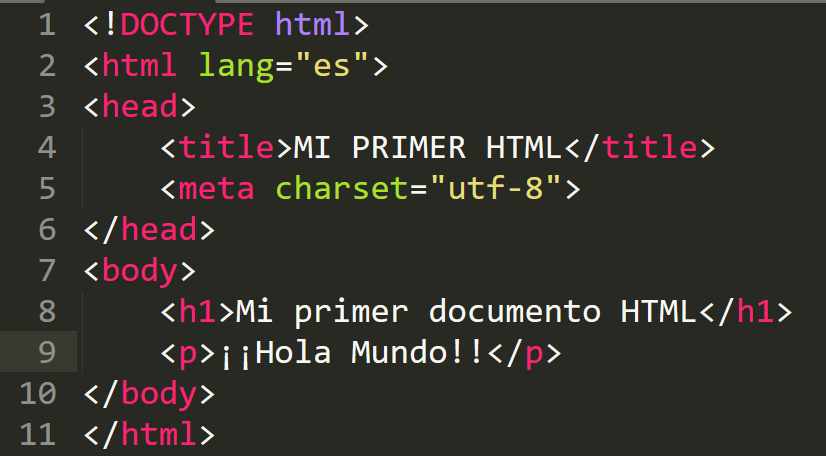 1 <!DOCTYPE html>
2 <html lang="es">
3 <head>
4     <title>MI PRIMER HTML</title>
5     <meta charset="utf-8">
6 </head>
7 <body>
8     <h1>Mi primer documento HTML</h1>
9     <p>¡¡Hola Mundo!!</p>
10 </body>
11 </html>